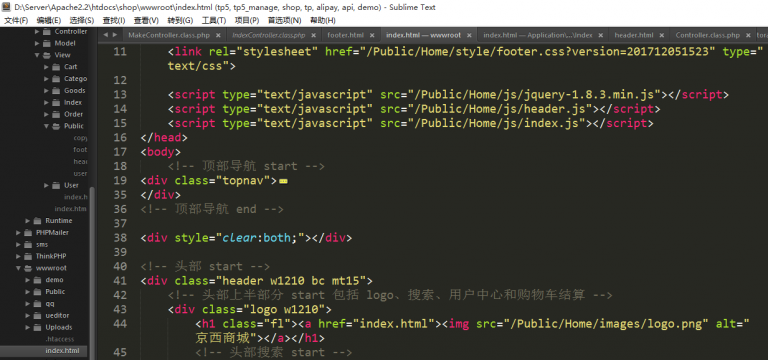 D:\Server\Apache2.2\htdocs\shop\wwwroot\index.html (tp5, tp5_manage, shop, tp, alipay, api, demo) - Sublime Text
文件(F) 编辑(E) 选择(S) 查找(I) 查看(V) 转到(G) 工具(T) 项目(P) 首选项(N) 帮助(H)
MakeController.class.php IndexController.class.php footer.html index.html — wwwroot index.html — Application\...\Index header.html Controller.class.php
Controller
Model
View
Cart
Catego
Goods
Index
Order
Public
copy
foot
hea
user
User
index.h
Runtime
PHPMailer
sms
ThinkPHP
wwwroot
demo
Public
qq
ueditor
Uploads
.htaccess
index.html
11 <link rel="stylesheet" href="/Public/Home/style/footer.css?version=201712051523" type="
text/css">
12
13 <script type="text/javascript" src="/Public/Home/js/jquery-1.8.3.min.js"></script>
14 <script type="text/javascript" src="/Public/Home/js/header.js"></script>
15 <script type="text/javascript" src="/Public/Home/js/index.js"></script>
16 </head>
17 <body>
18 <!-- 顶部导航 start -->
19 <div class="topnav">
35 </div>
36 <!-- 顶部导航 end -->
37
38 <div style="clear:both;"></div>
39
40 <!-- 头部 start -->
41 <div class="header w1210 bc mt15">
42 <!-- 头部上半部分 start 包括 logo、搜索、用户中心和购物车结算 -->
43 <div class="logo w1210">
44 <h1 class="fl"><a href="index.html"><img src="/Public/Home/images/logo.png" alt="
京西商城"></a></h1>
45 <!-- 头部搜索 start -->